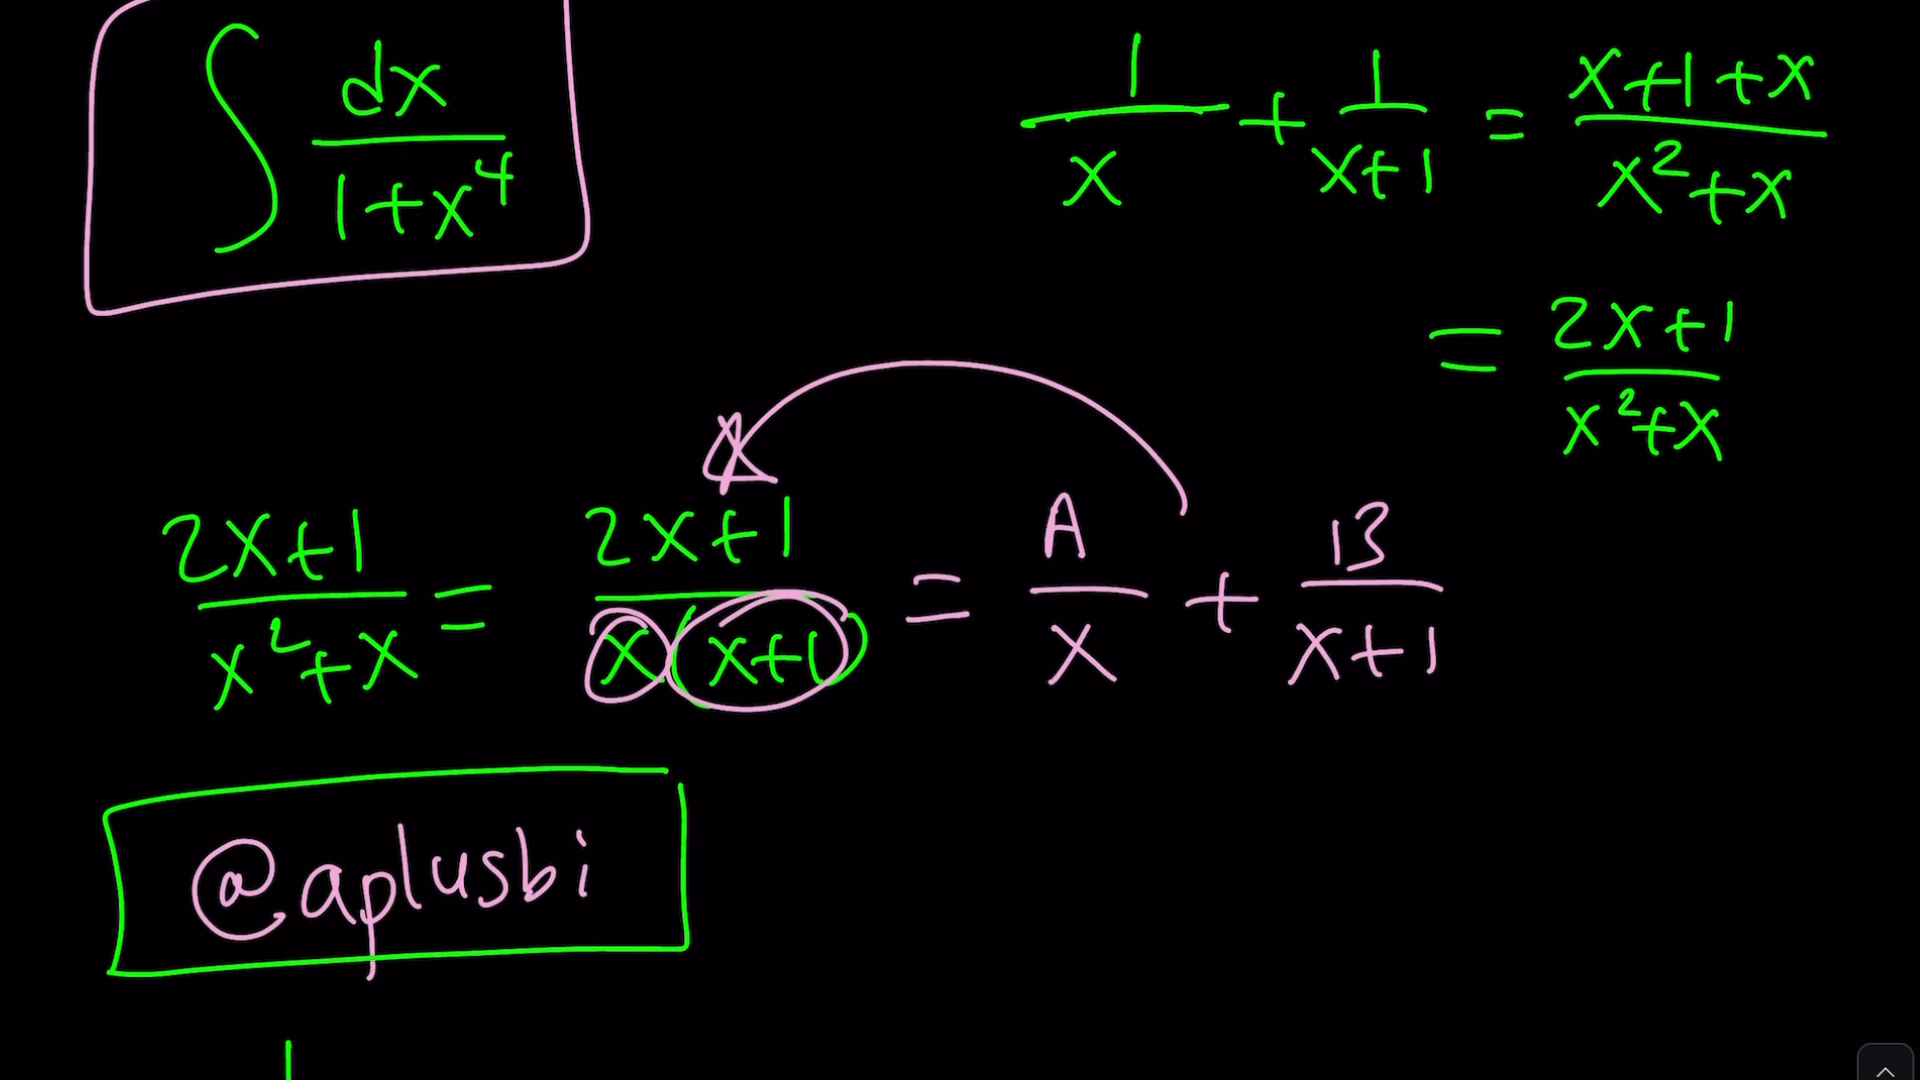 ∫ dx/(1+x⁴)
1/x + 1/(x+1) = (x+1+x)/(x²+x)
= (2x+1)/(x²+x)
(2x+1)/(x²+x) = (2x+1)/(x(x+1)) = A/x + B/(x+1)
@aplusbi